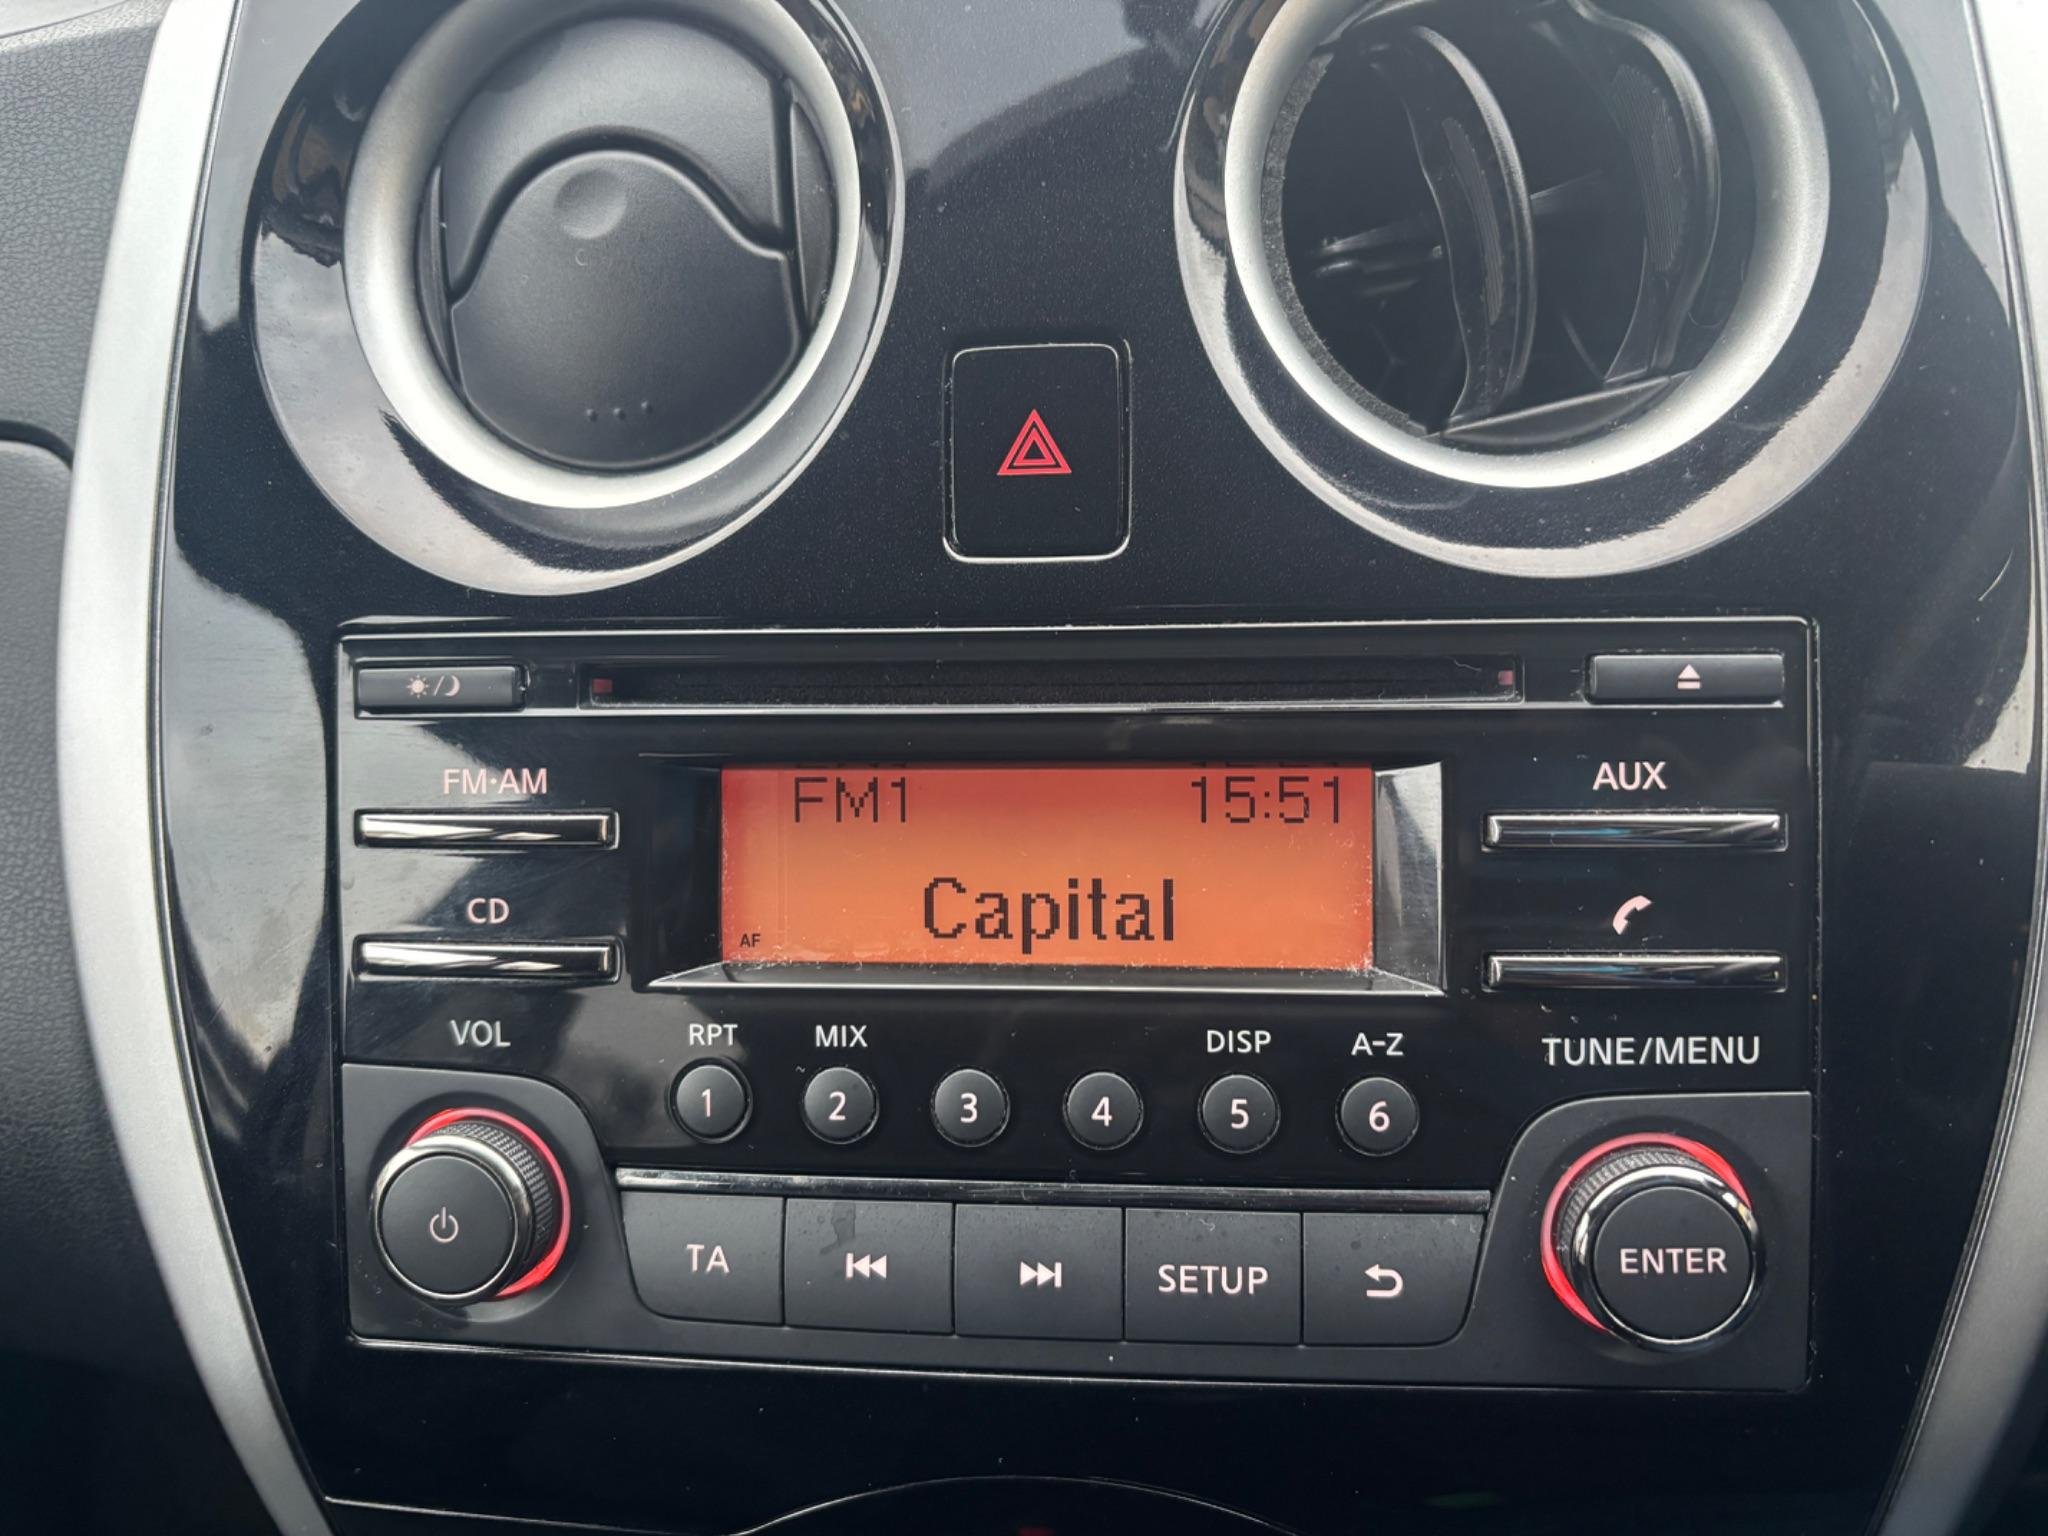 FM·AM
AUX
FM1 15:51
Capital
AF
CD
VOL
RPT MIX DISP A-Z
TUNE/MENU
1 2 3 4 5 6
TA SETUP
ENTER